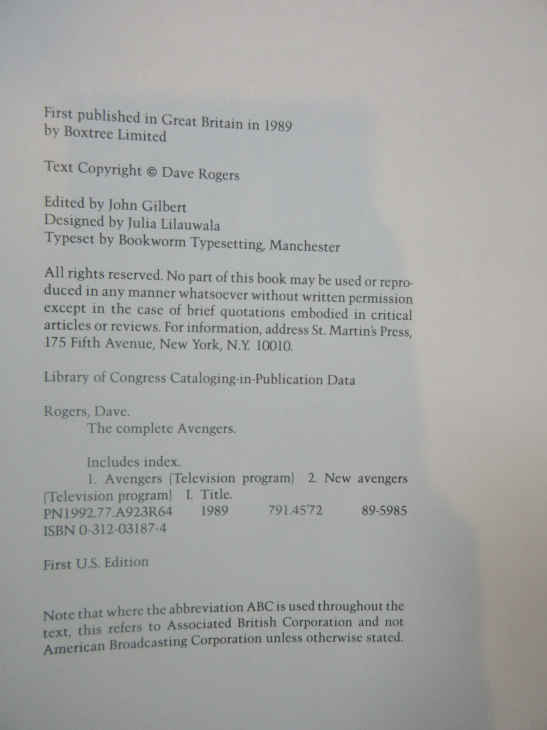 First published in Great Britain in 1989
by Boxtree Limited
Text Copyright © Dave Rogers
Edited by John Gilbert
Designed by Julia Lilauwala
Typeset by Bookworm Typesetting, Manchester
All rights reserved. No part of this book may be used or repro-
duced in any manner whatsoever without written permission
except in the case of brief quotations embodied in critical
articles or reviews. For information, address St. Martin's Press,
175 Fifth Avenue, New York, N.Y. 10010.
Library of Congress Cataloging-in-Publication Data
Rogers, Dave.
The complete Avengers.
Includes index.
1. Avengers (Television program) 2. New avengers
(Television program) I. Title.
PN1992.77.A923R64 1989 791.45'72 89-5985
ISBN 0-312-03187-4
First U.S. Edition
Note that where the abbreviation ABC is used throughout the
text, this refers to Associated British Corporation and not
American Broadcasting Corporation unless otherwise stated.